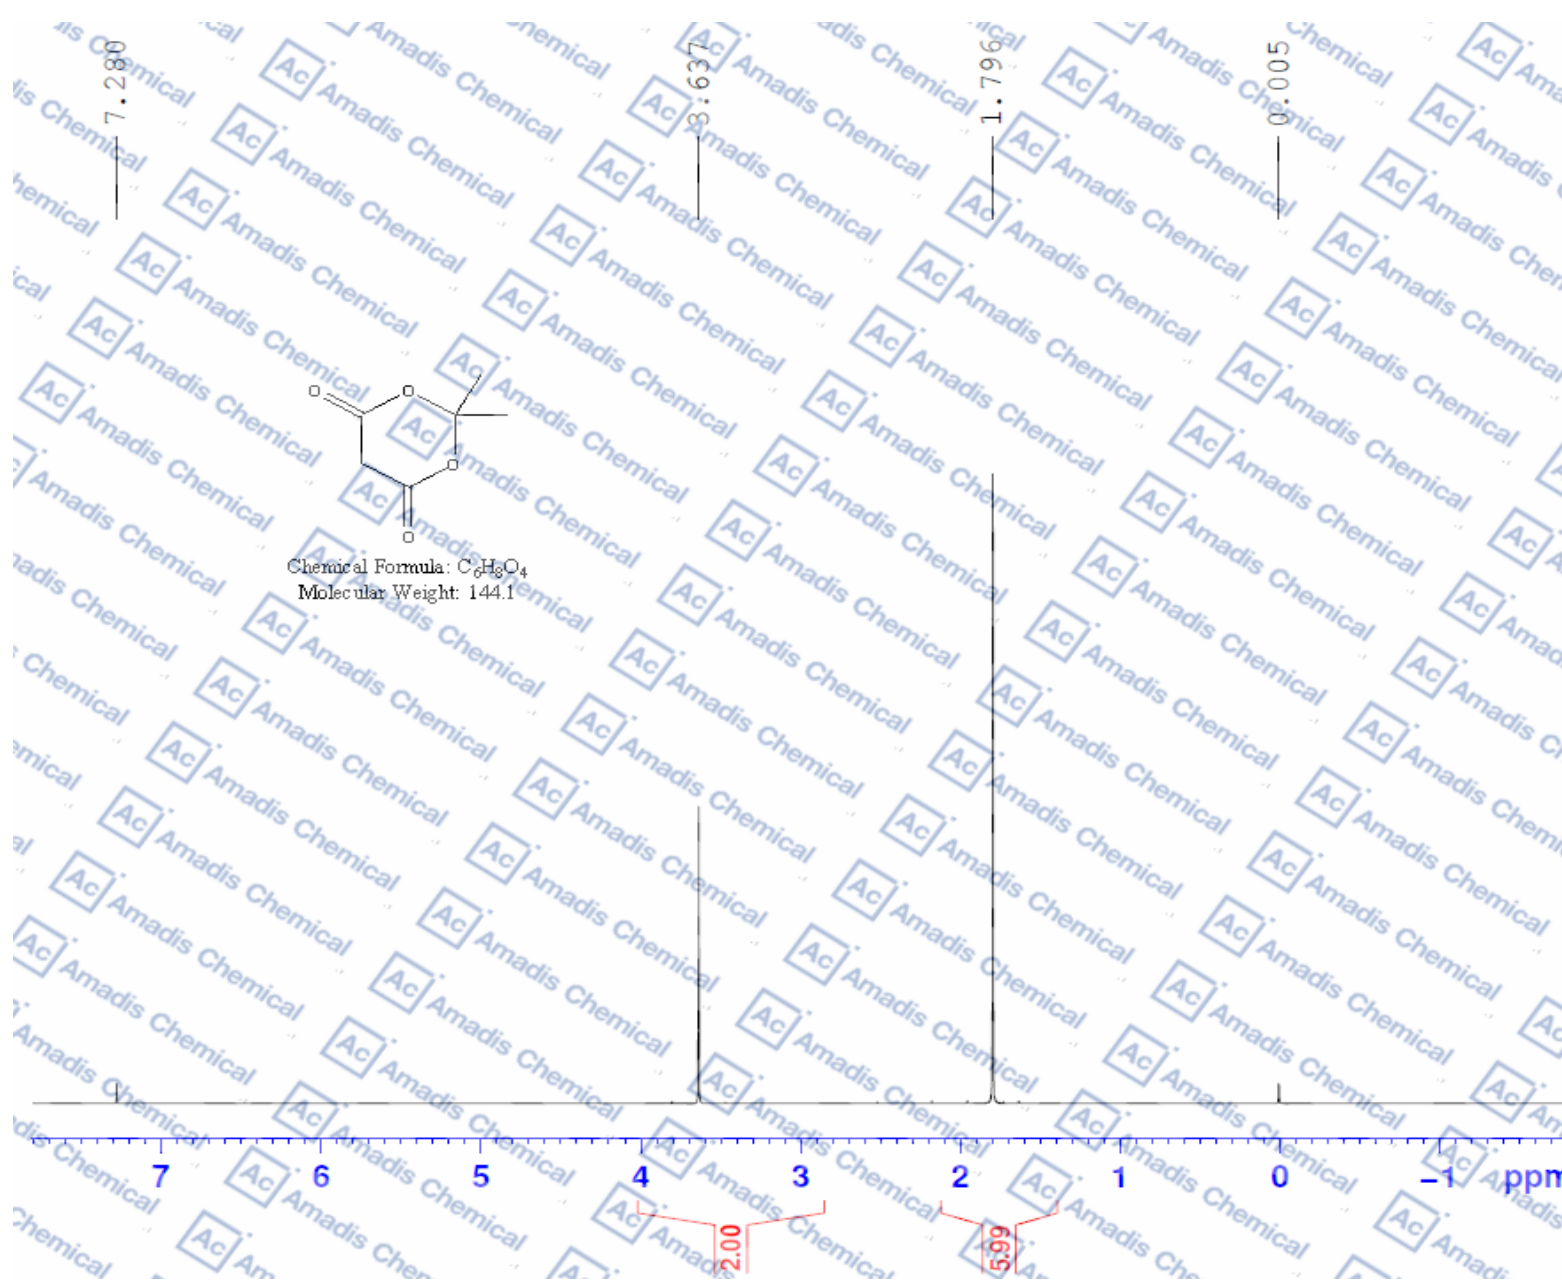 7.280
3.637
1.796
0.005
O
O
O
O
Chemical Formula: C6H8O4
Molecular Weight: 144.1
7 6 5 4 3 2 1 0 -1 ppm
2.00
5.99
Ac Amadis Chemical